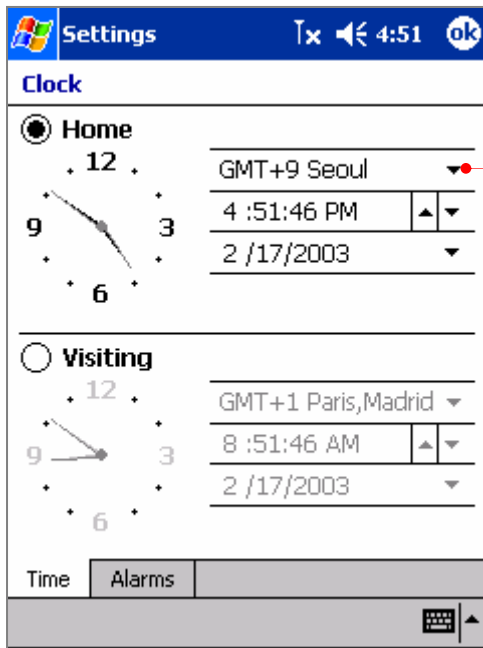 Settings 4:51 ok
Clock
Home
12
9 3
6
GMT+9 Seoul
4 :51:46 PM
2 /17/2003
Visiting
12
9 3
6
GMT+1 Paris,Madrid
8 :51:46 AM
2 /17/2003
Time Alarms